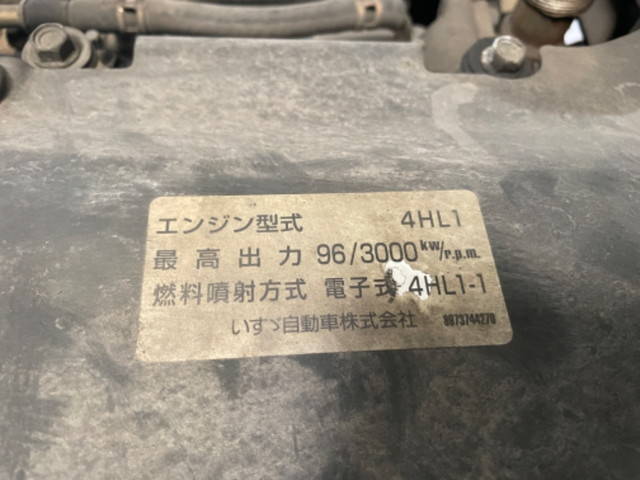 エンジン型式 4HL1
最高出力 96/3000 kw/r.p.m.
燃料噴射方式 電子式 4HL1-1
いすゞ自動車株式会社 8973744270